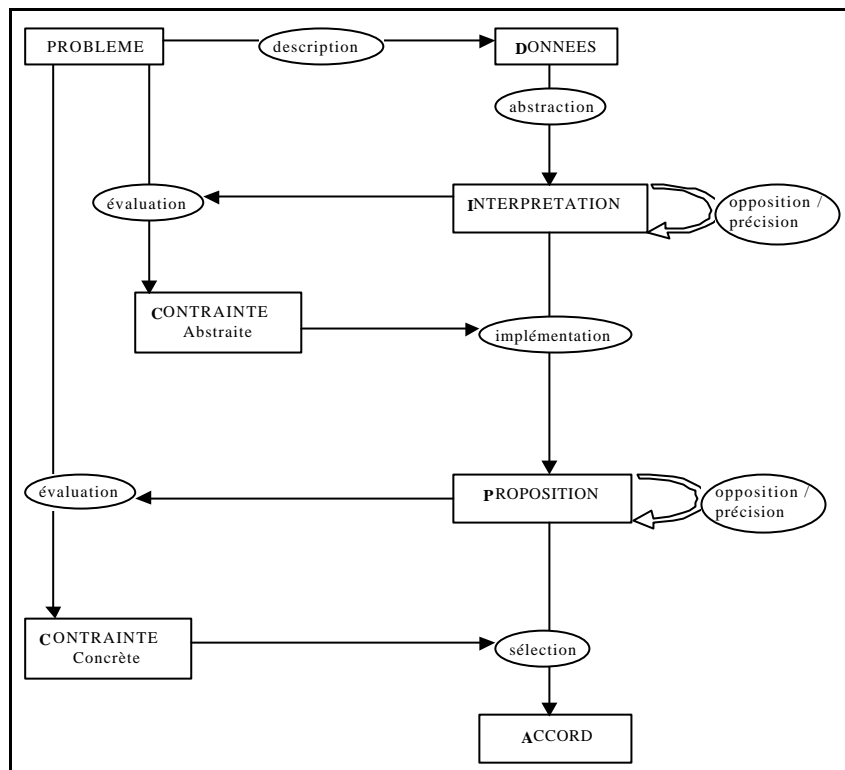 PROBLEME
description
DONNEES
abstraction
évaluation
INTERPRETATION
opposition /
précision
CONTRAINTE
Abstraite
implémentation
évaluation
PROPOSITION
opposition /
précision
CONTRAINTE
Concrète
sélection
ACCORD